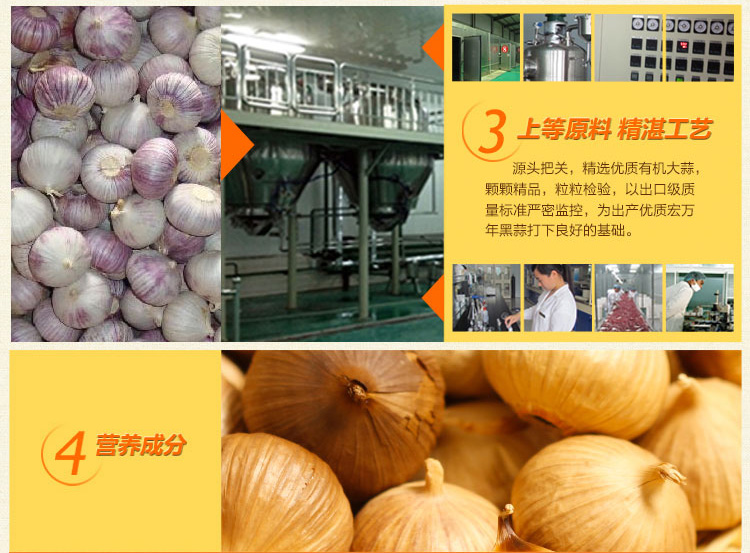 3 上等原料 精湛工艺
源头把关，精选优质有机大蒜，
颗颗精品，粒粒检验，以出口级质
量标准严密监控，为出产优质宏万
年黑蒜打下良好的基础。
4 营养成分